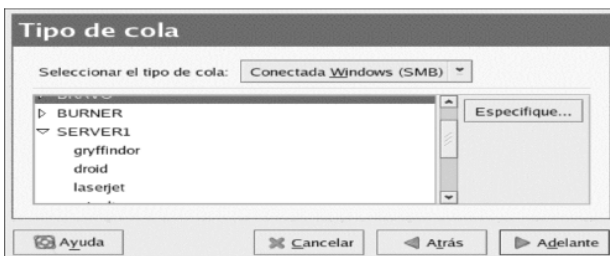 Tipo de cola
Seleccionar el tipo de cola: Conectada Windows (SMB)
BRAVO
BURNER
Especifique...
SERVER1
gryffindor
droid
laserjet
Ayuda
Cancelar
Atrás
Adelante